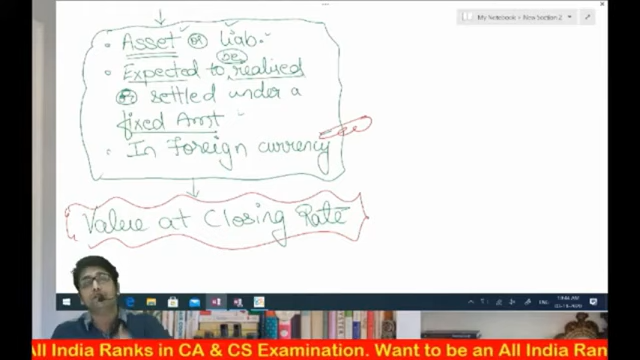 My Notebook > New Section 2
Asset or liab.
Expected to be realised
or settled under a
fixed Amt
In Foreign currency
Value at Closing Rate
All India Ranks in CA & CS Examination. Want to be an All India Ran